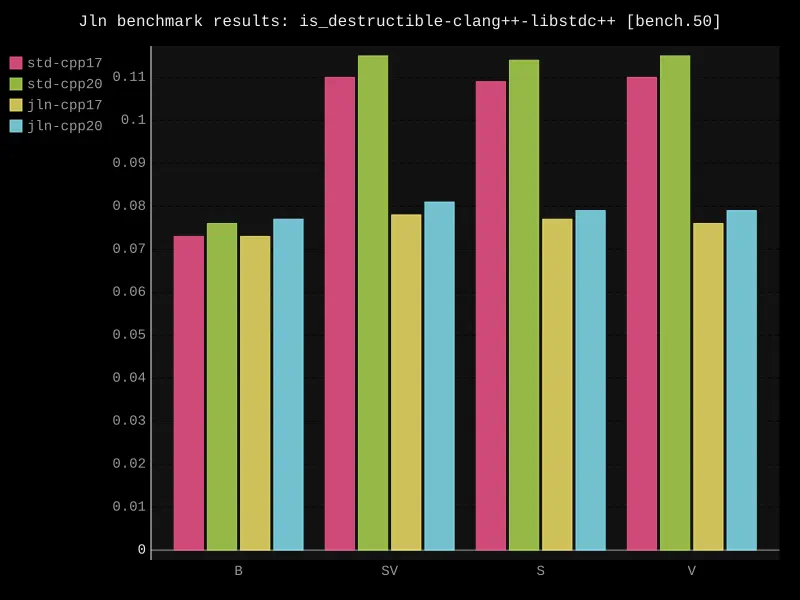 Jln benchmark results: is_destructible-clang++-libstdc++ [bench.50]
std-cpp17
std-cpp20
jln-cpp17
jln-cpp20
0.11
0.1
0.09
0.08
0.07
0.06
0.05
0.04
0.03
0.02
0.01
0
B SV S V